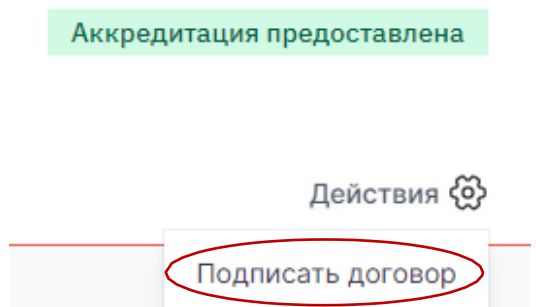 Аккредитация предоставлена
Действия
Подписать договор